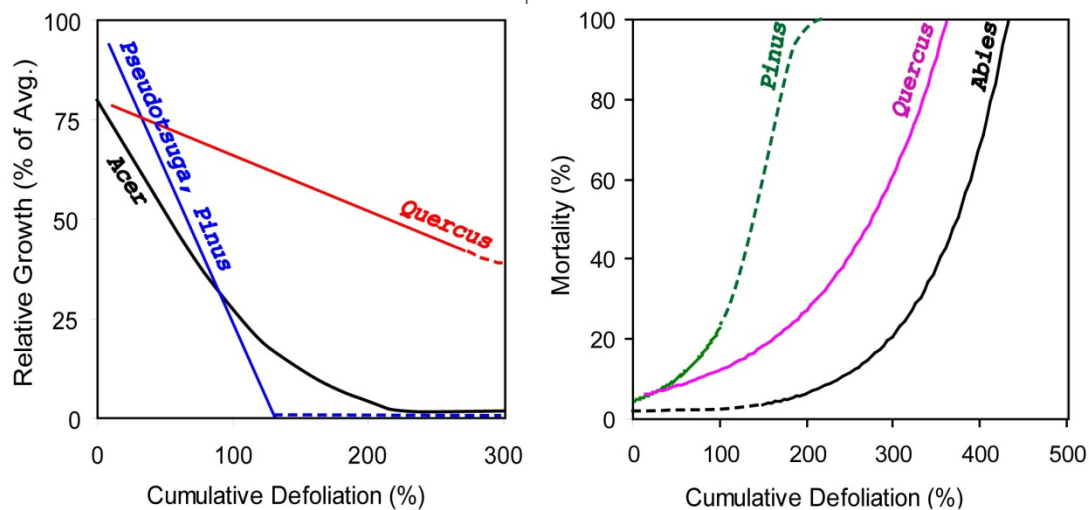 Relative Growth (% of Avg.)
100
75
50
25
0
0
100
200
300
Cumulative Defoliation (%)
Pseudotsuga, Pinus
Acer
Quercus
Mortality (%)
100
80
60
40
20
0
0
100
200
300
400
500
Cumulative Defoliation (%)
Pinus
Quercus
Abies